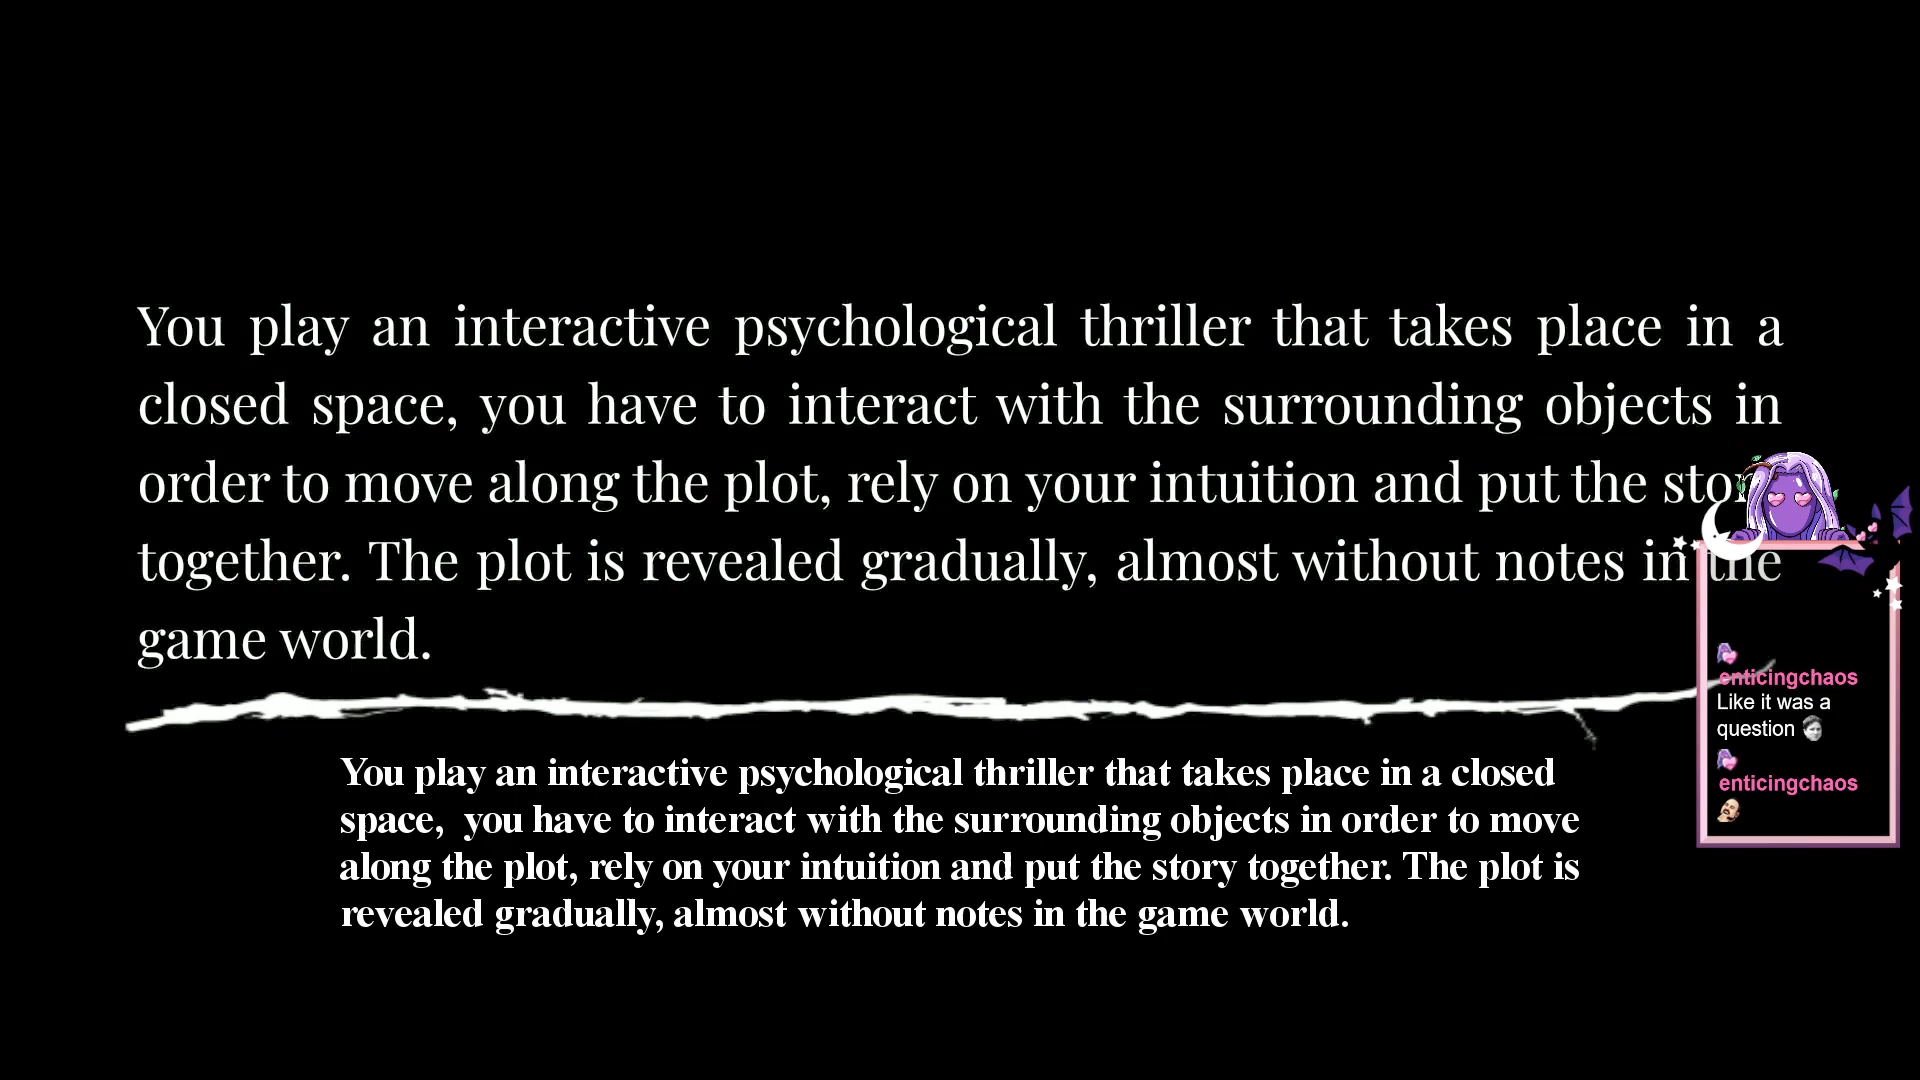 You play an interactive psychological thriller that takes place in a
closed space, you have to interact with the surrounding objects in
order to move along the plot, rely on your intuition and put the story
together. The plot is revealed gradually, almost without notes in the
game world.
You play an interactive psychological thriller that takes place in a closed
space,  you have to interact with the surrounding objects in order to move
along the plot, rely on your intuition and put the story together. The plot is
revealed gradually, almost without notes in the game world.
enticingchaos
Like it was a
question
enticingchaos